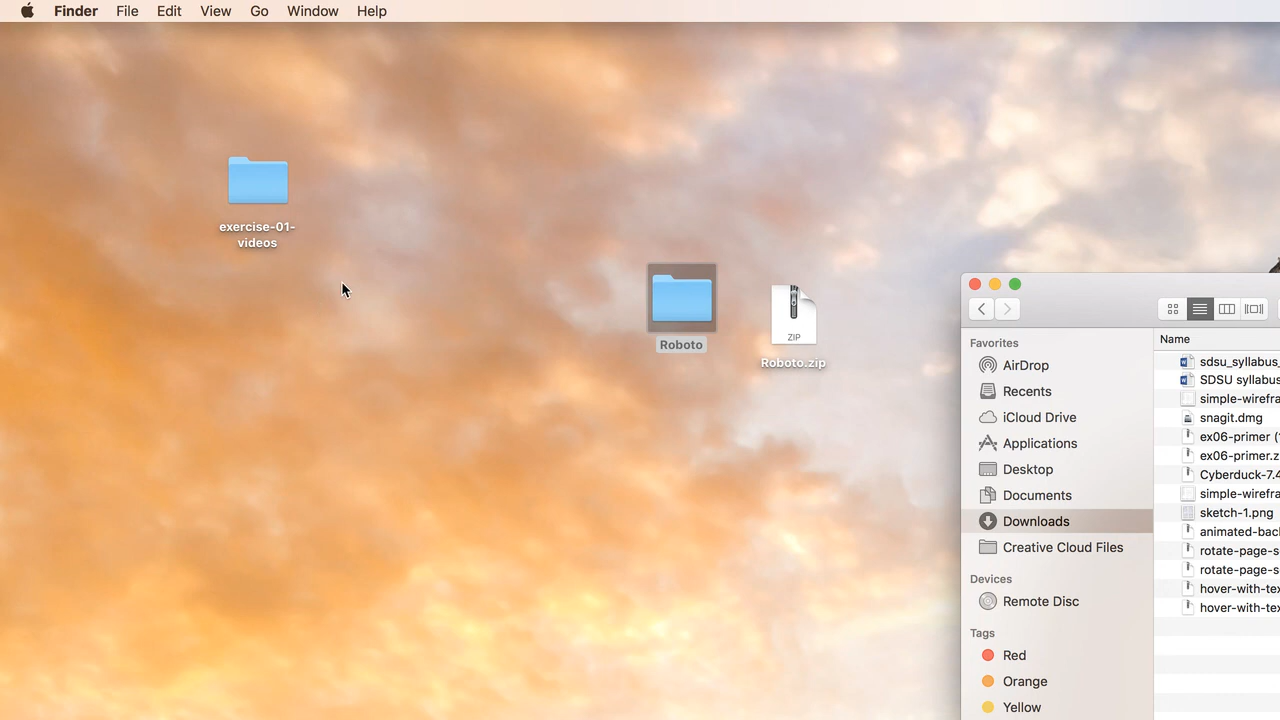 Finder File Edit View Go Window Help
exercise-01-
videos
Roboto
ZIP
Roboto.zip
Favorites
AirDrop
Recents
iCloud Drive
Applications
Desktop
Documents
Downloads
Creative Cloud Files
Devices
Remote Disc
Tags
Red
Orange
Yellow
Name
sdsu_syllabus_
SDSU syllabus
simple-wirefra
snagit.dmg
ex06-primer (
ex06-primer.z
Cyberduck-7.4
simple-wirefra
sketch-1.png
animated-bac
rotate-page-s
rotate-page-s
hover-with-te
hover-with-te